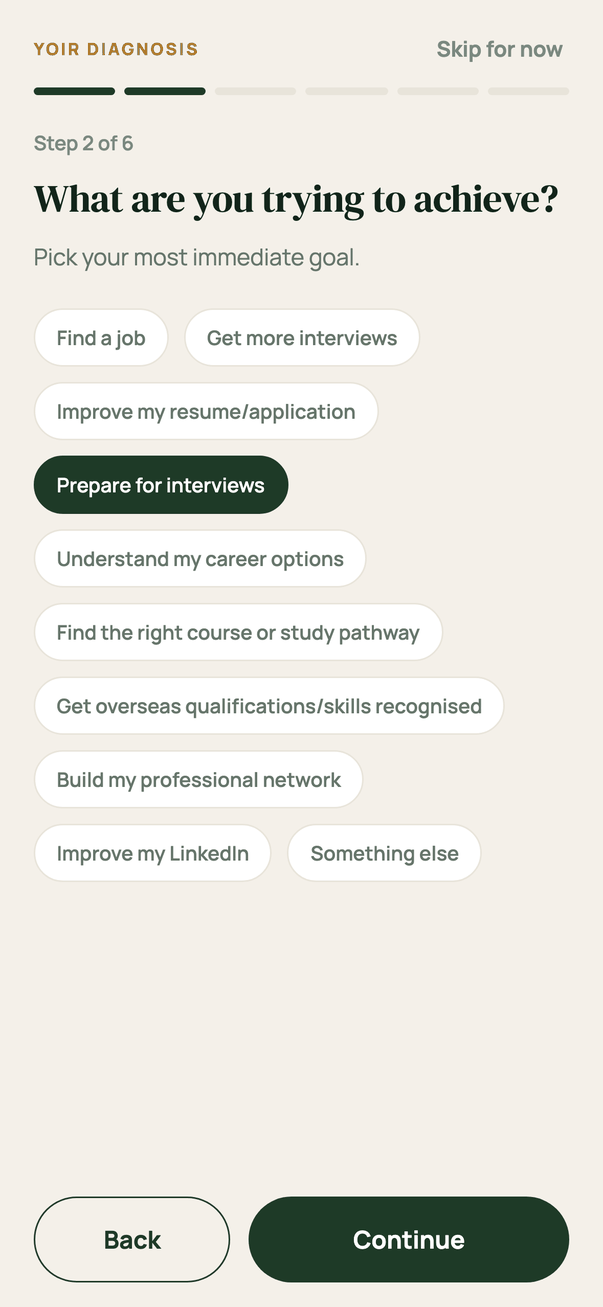 YOIR DIAGNOSIS
Skip for now
Step 2 of 6
What are you trying to achieve?
Pick your most immediate goal.
Find a job
Get more interviews
Improve my resume/application
Prepare for interviews
Understand my career options
Find the right course or study pathway
Get overseas qualifications/skills recognised
Build my professional network
Improve my LinkedIn
Something else
Back
Continue